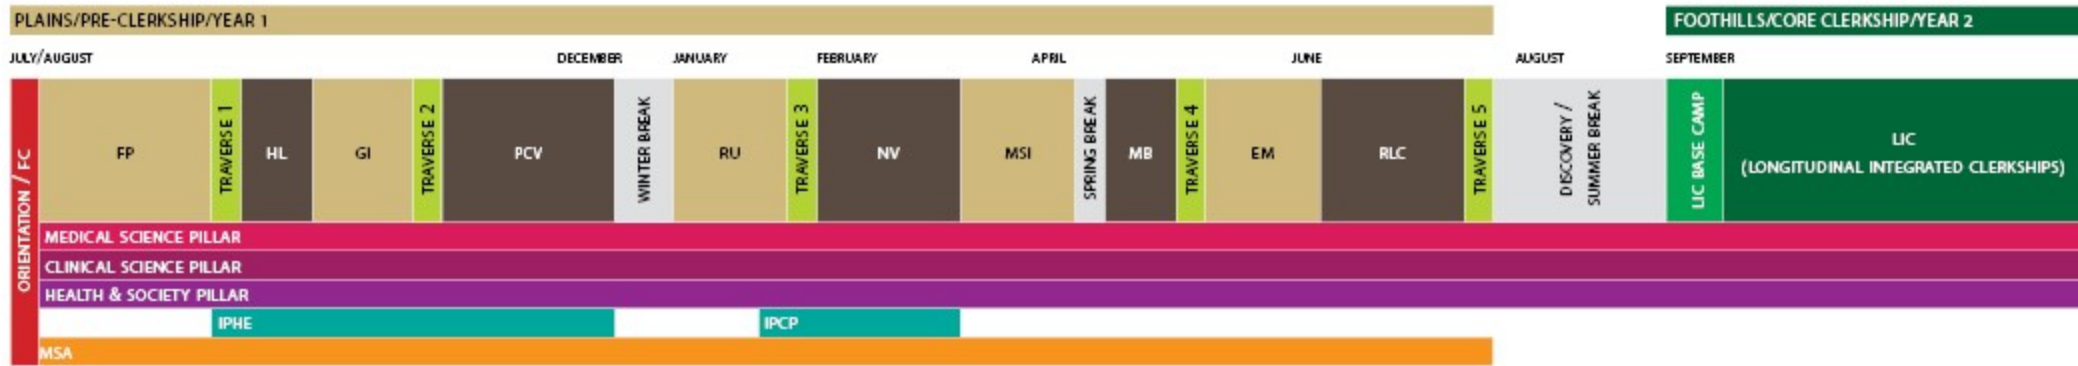 PLAINS/PRE-CLERKSHIP/YEAR 1
FOOTHILLS/CORE CLERKSHIP/YEAR 2
JULY/AUGUST
DECEMBER
JANUARY
FEBRUARY
APRIL
JUNE
AUGUST
SEPTEMBER
ORIENTATION / FC
FP
TRAVERSE 1
HL
GI
TRAVERSE 2
PCV
WINTER BREAK
RU
TRAVERSE 3
NV
MSI
SPRING BREAK
MB
TRAVERSE 4
EM
RLC
TRAVERSE 5
DISCOVERY /
SUMMER BREAK
LIC BASE CAMP
LIC
(LONGITUDINAL INTEGRATED CLERKSHIPS)
MEDICAL SCIENCE PILLAR
CLINICAL SCIENCE PILLAR
HEALTH & SOCIETY PILLAR
IPHE
IPCP
MSA